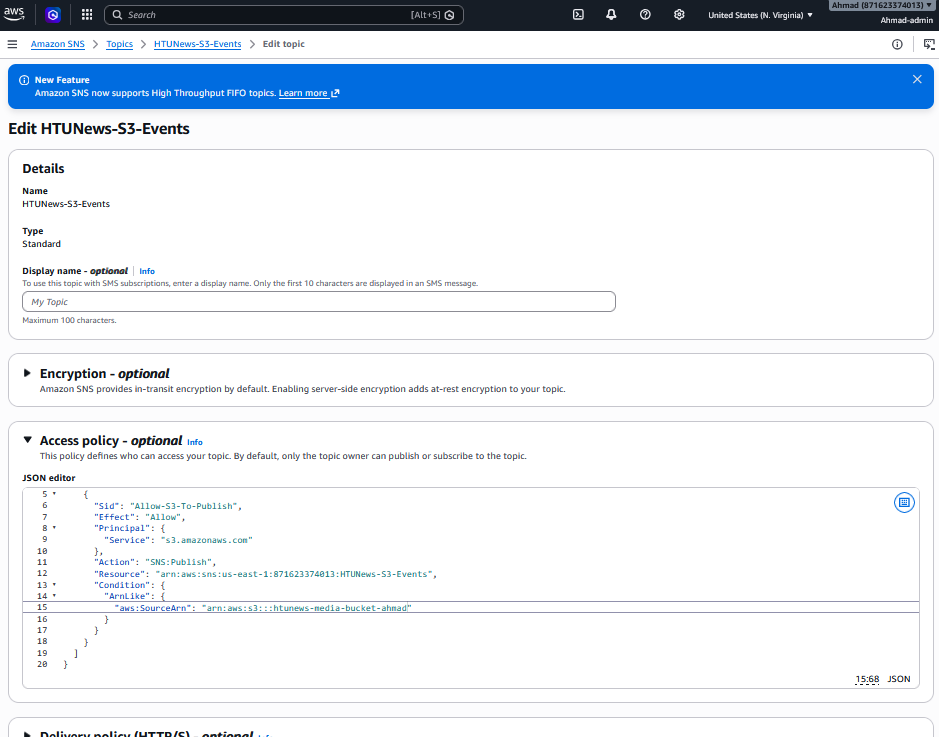 aws
Search [Alt+S]
United States (N. Virginia) ▼
Ahmad (871623374013) ▼
Ahmad-admin
Amazon SNS > Topics > HTUNews-S3-Events > Edit topic
New Feature
Amazon SNS now supports High Throughput FIFO topics. Learn more
Edit HTUNews-S3-Events
Details
Name
HTUNews-S3-Events
Type
Standard
Display name - optional | Info
To use this topic with SMS subscriptions, enter a display name. Only the first 10 characters are displayed in an SMS message.
My Topic
Maximum 100 characters.
Encryption - optional
Amazon SNS provides in-transit encryption by default. Enabling server-side encryption adds at-rest encryption to your topic.
Access policy - optional Info
This policy defines who can access your topic. By default, only the topic owner can publish or subscribe to the topic.
JSON editor
5 {
6 "Sid": "Allow-S3-To-Publish",
7 "Effect": "Allow",
8 "Principal": {
9 "Service": "s3.amazonaws.com"
10 },
11 "Action": "SNS:Publish",
12 "Resource": "arn:aws:sns:us-east-1:871623374013:HTUNews-S3-Events",
13 "Condition": {
14 "ArnLike": {
15 "aws:SourceArn": "arn:aws:s3:::htunews-media-bucket-ahmad"
16 }
17 }
18 }
19 ]
20 }
15:68 JSON
Delivery policy (HTTP/S) - optional Info